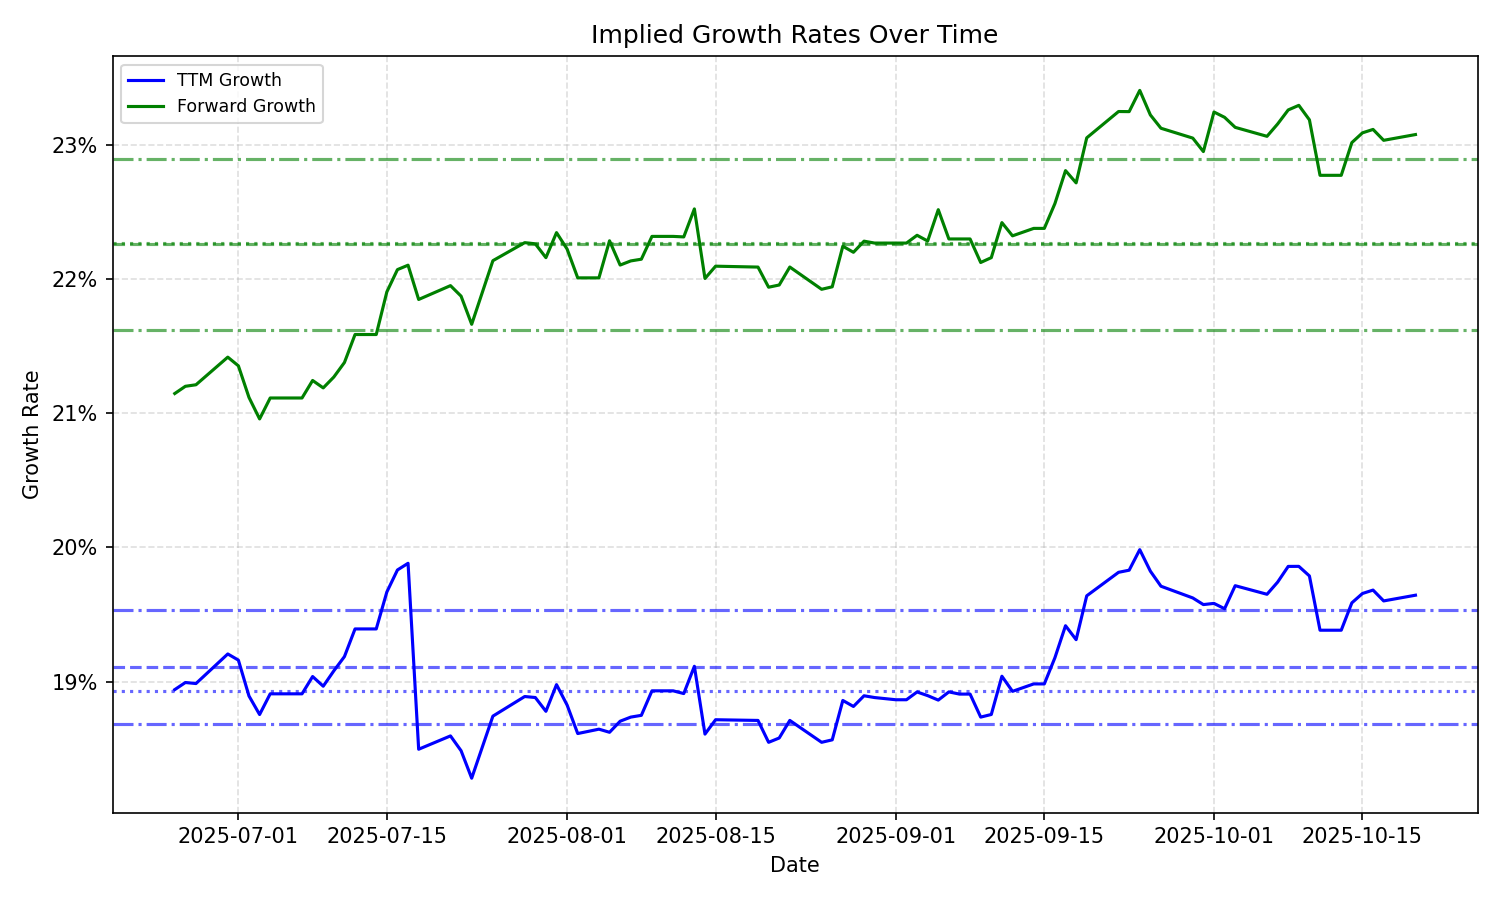 Implied Growth Rates Over Time
TTM Growth
Forward Growth
23%
22%
21%
20%
19%
Growth Rate
2025-07-01
2025-07-15
2025-08-01
2025-08-15
2025-09-01
2025-09-15
2025-10-01
2025-10-15
Date